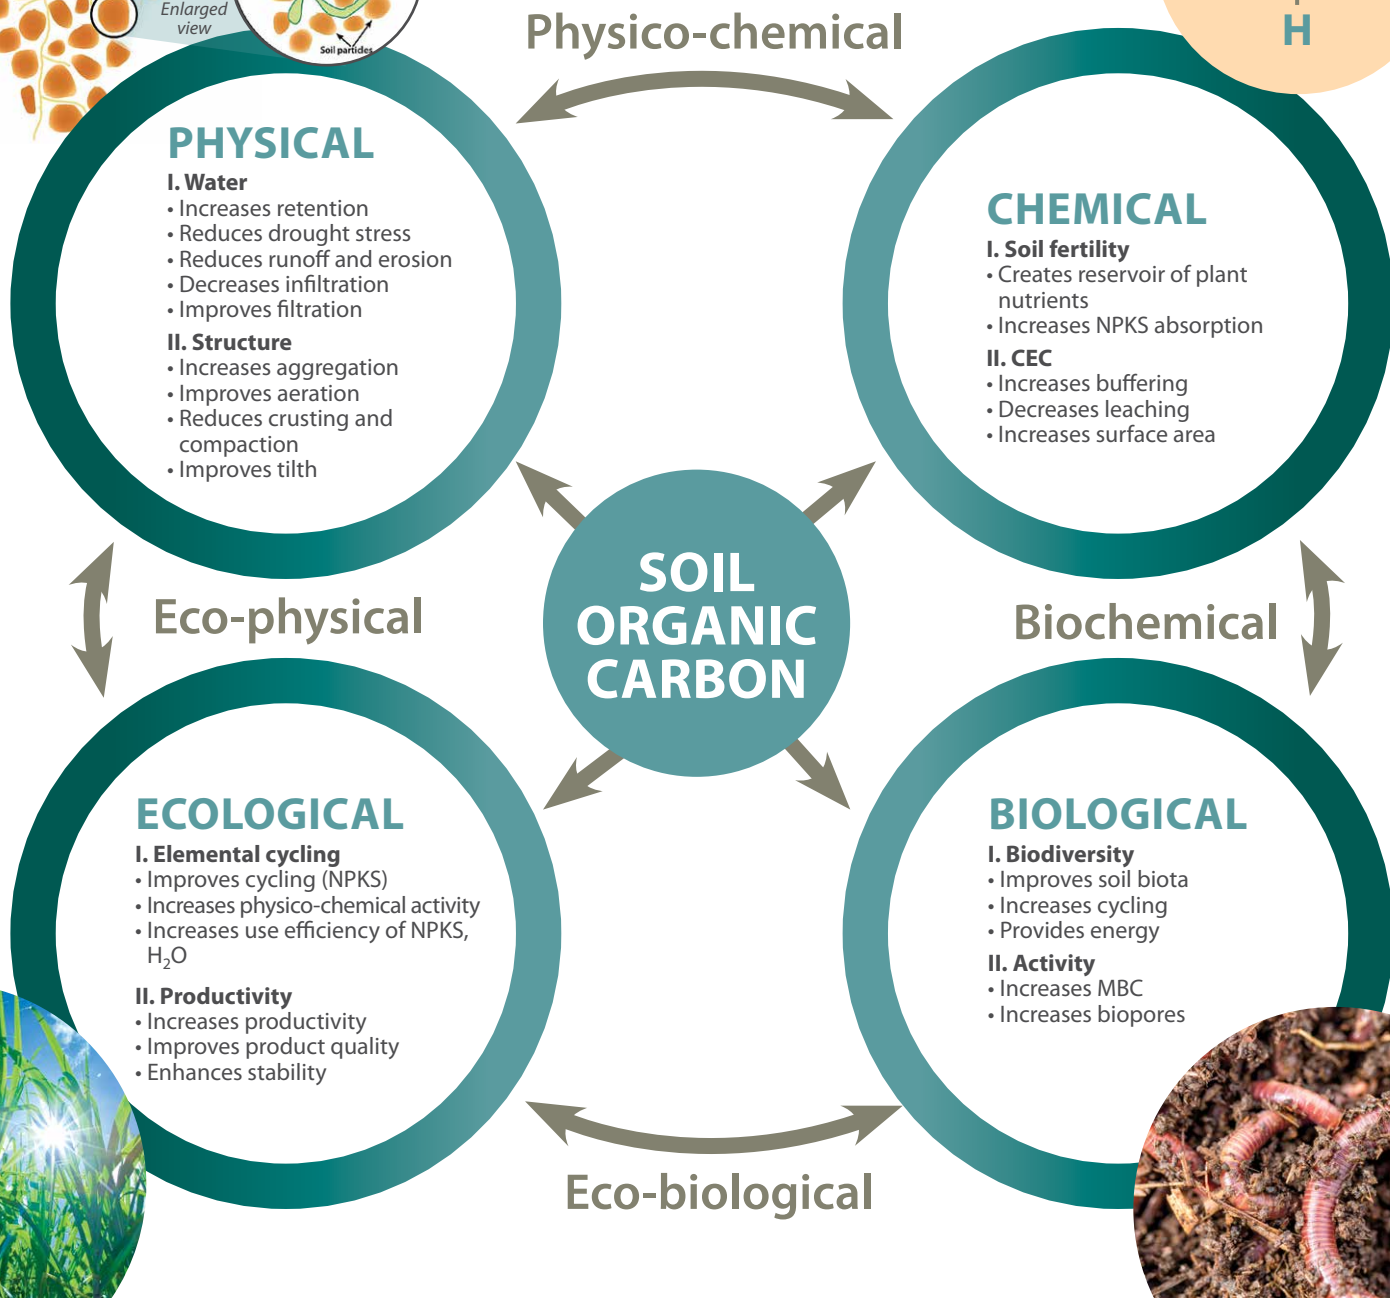 Enlarged
view
Soil particles
H
Physico-chemical
PHYSICAL
I. Water
• Increases retention
• Reduces drought stress
• Reduces runoff and erosion
• Decreases infiltration
• Improves filtration
II. Structure
• Increases aggregation
• Improves aeration
• Reduces crusting and
compaction
• Improves tilth
CHEMICAL
I. Soil fertility
• Creates reservoir of plant
nutrients
• Increases NPKS absorption
II. CEC
• Increases buffering
• Decreases leaching
• Increases surface area
SOIL
ORGANIC
CARBON
Eco-physical
Biochemical
ECOLOGICAL
I. Elemental cycling
• Improves cycling (NPKS)
• Increases physico-chemical activity
• Increases use efficiency of NPKS,
H₂O
II. Productivity
• Increases productivity
• Improves product quality
• Enhances stability
BIOLOGICAL
I. Biodiversity
• Improves soil biota
• Increases cycling
• Provides energy
II. Activity
• Increases MBC
• Increases biopores
Eco-biological